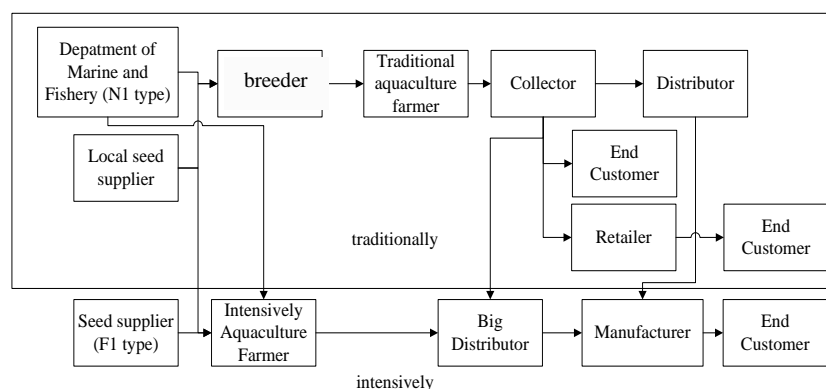 Depatment of
Marine and
Fishery (N1 type)
breeder
Traditional
aquaculture
farmer
Collector
Distributor
Local seed
supplier
End
Customer
Retailer
End
Customer
traditionally
Seed supplier
(F1 type)
Intensively
Aquaculture
Farmer
Big
Distributor
Manufacturer
End
Customer
intensively